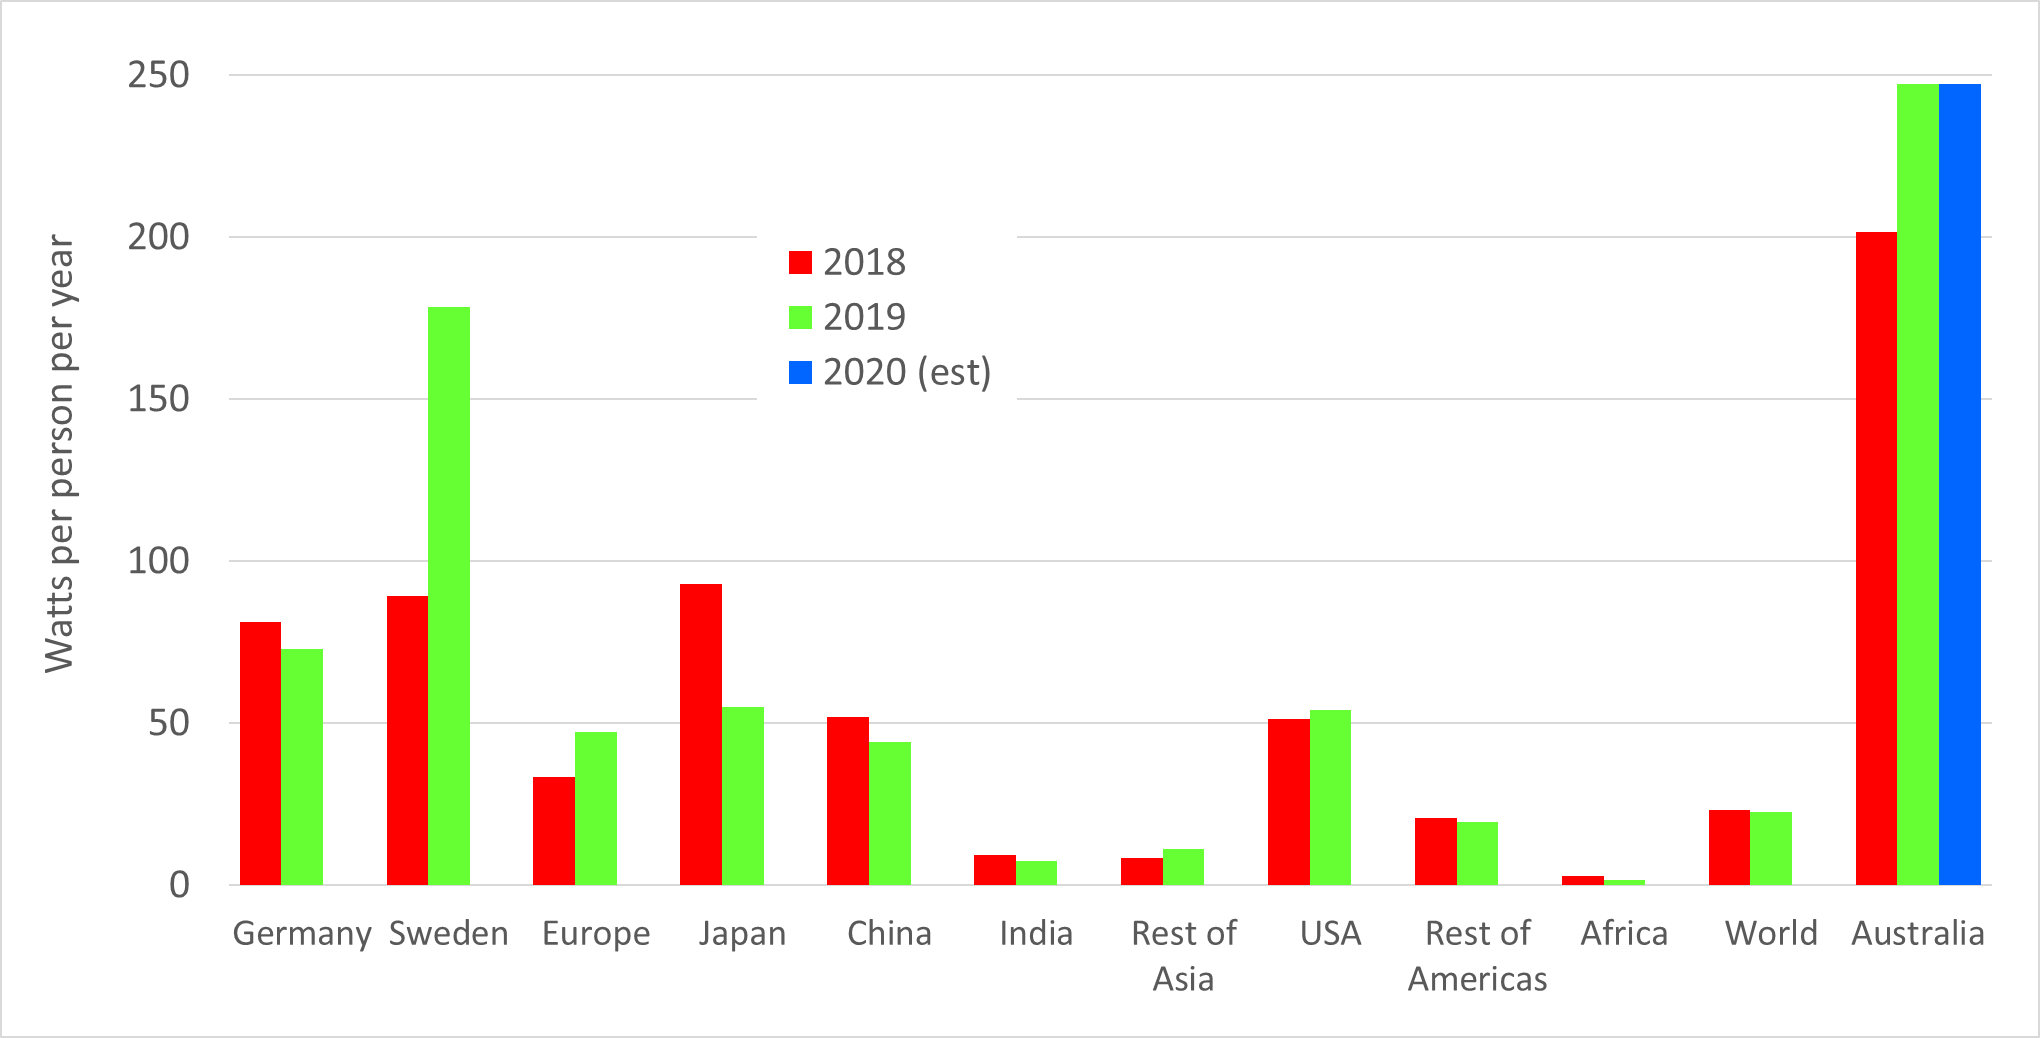 Watts per person per year
250
200
150
100
50
0
2018
2019
2020 (est)
Germany
Sweden
Europe
Japan
China
India
Rest of
Asia
USA
Rest of
Americas
Africa
World
Australia